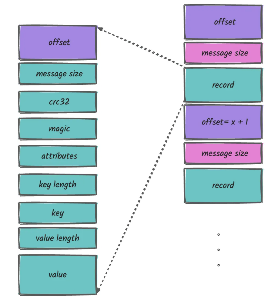 offset
message size
crc32
magic
attributes
key length
key
value length
value
offset
message size
record
offset= x + 1
message size
record